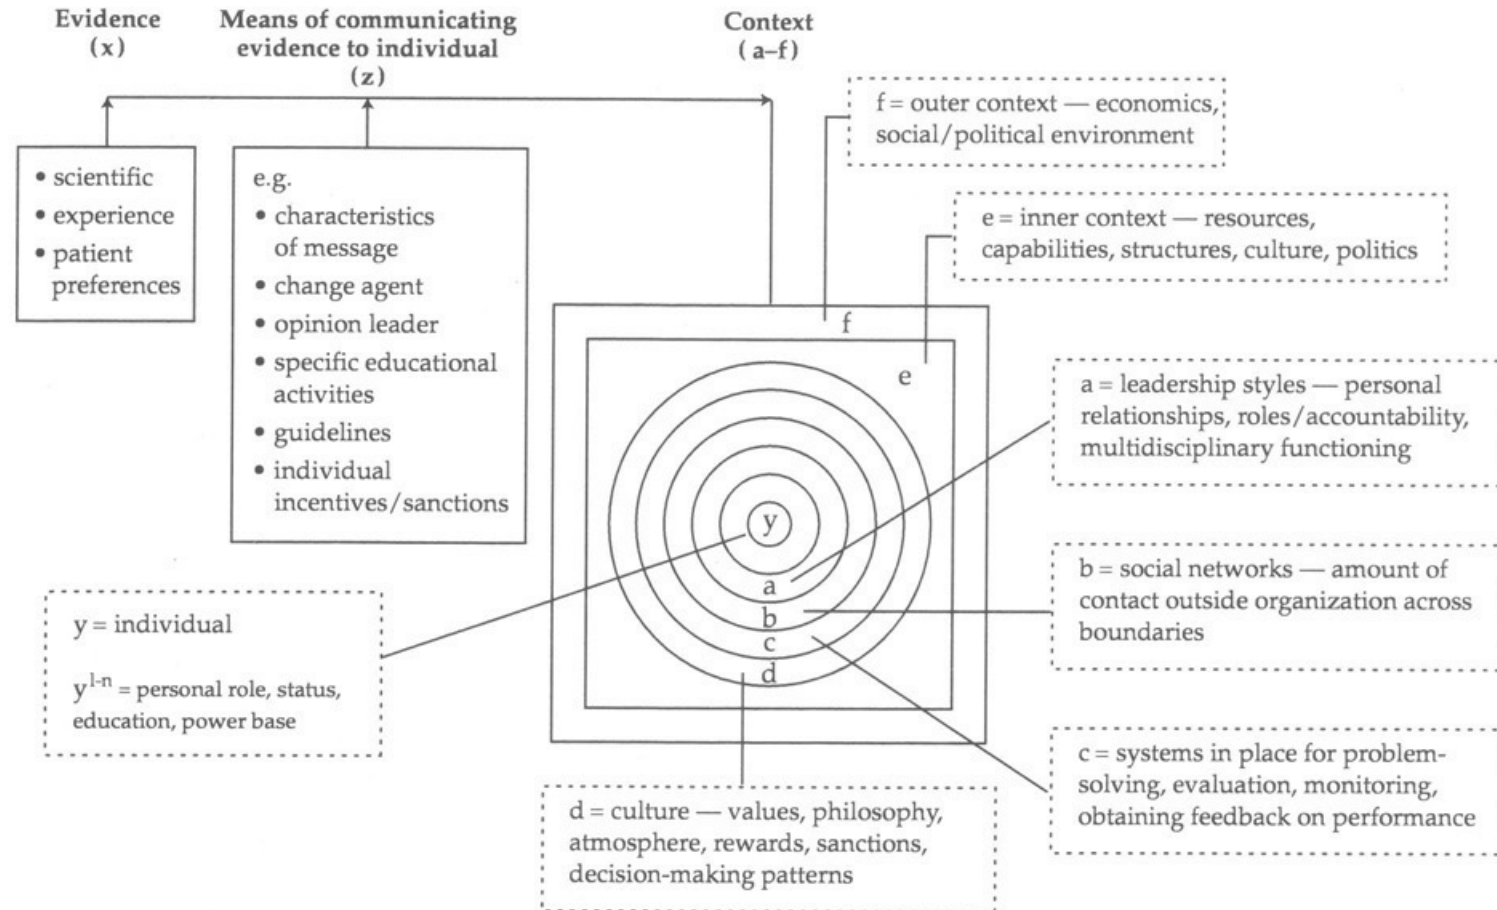 Evidence
(x)
Means of communicating
evidence to individual
(z)
Context
( a–f)
• scientific
• experience
• patient
preferences
e.g.
• characteristics
of message
• change agent
• opinion leader
• specific educational
activities
• guidelines
• individual
incentives/sanctions
f = outer context — economics,
social/political environment
e = inner context — resources,
capabilities, structures, culture, politics
f
e
y
a
b
c
d
a = leadership styles — personal
relationships, roles/accountability,
multidisciplinary functioning
b = social networks — amount of
contact outside organization across
boundaries
y = individual
y^1-n = personal role, status,
education, power base
c = systems in place for problem-
solving, evaluation, monitoring,
obtaining feedback on performance
d = culture — values, philosophy,
atmosphere, rewards, sanctions,
decision-making patterns